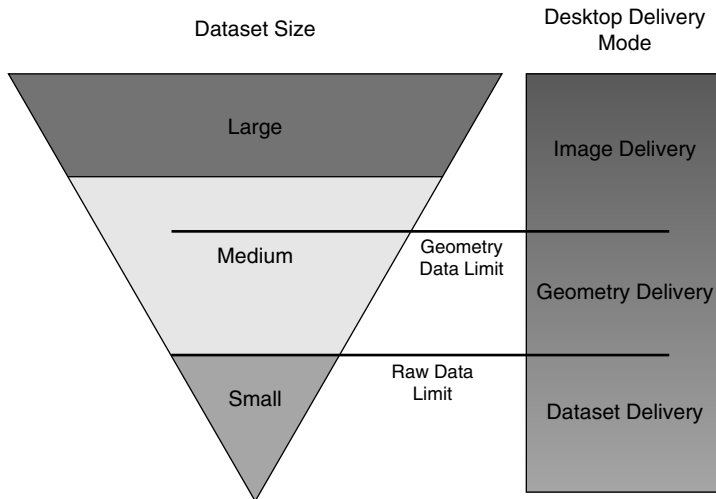 Dataset Size
Desktop Delivery
Mode
Large
Image Delivery
Medium
Geometry
Data Limit
Geometry Delivery
Raw Data
Limit
Small
Dataset Delivery